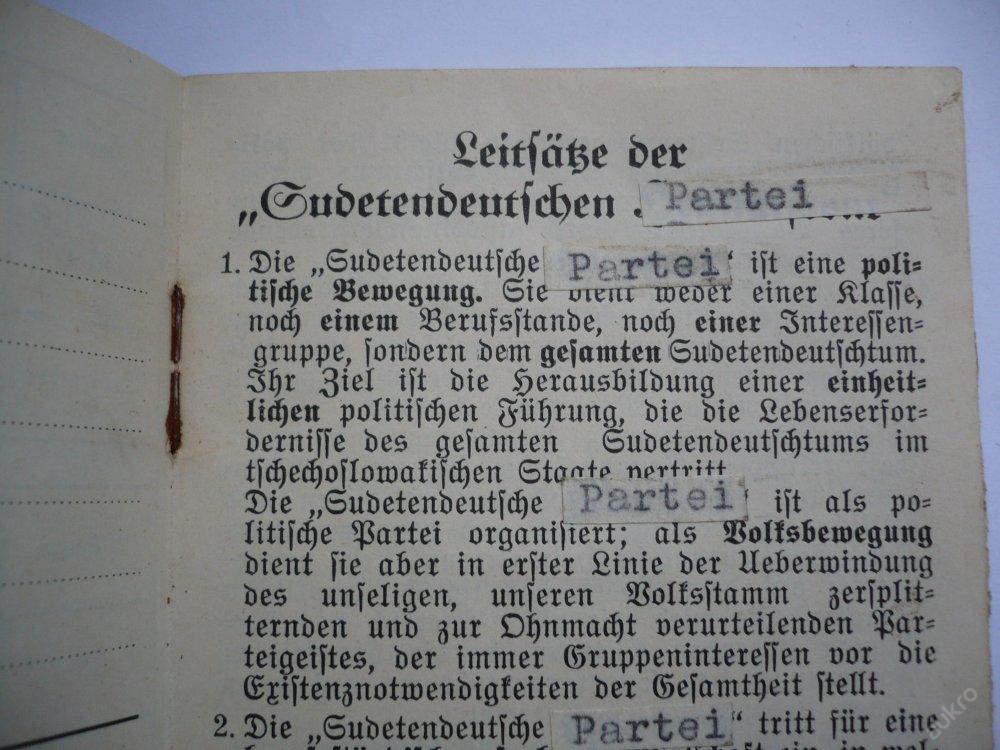 Leitsätze der
„Sudetendeutschen Partei
1. Die „Sudetendeutsche Partei“ ist eine poli-
tische Bewegung. Sie dient weder einer Klasse,
noch einem Berufsstande, noch einer Interessen-
gruppe, sondern dem gesamten Sudetendeutschtum.
Ihr Ziel ist die Herausbildung einer einheit-
lichen politischen Führung, die die Lebenserfor-
dernisse des gesamten Sudetendeutschtums im
tschechoslowakischen Staate vertritt
Die „Sudetendeutsche Partei“ ist als po-
litische Partei organisiert; als Volksbewegung
dient sie aber in erster Linie der Ueberwindung
des unseligen, unseren Volksstamm zersplit-
ternden und zur Ohnmacht verurteilenden Par-
teigeistes, der immer Gruppeninteressen vor die
Existenznotwendigkeiten der Gesamtheit stellt.
2. Die „Sudetendeutsche Partei“ tritt für eine